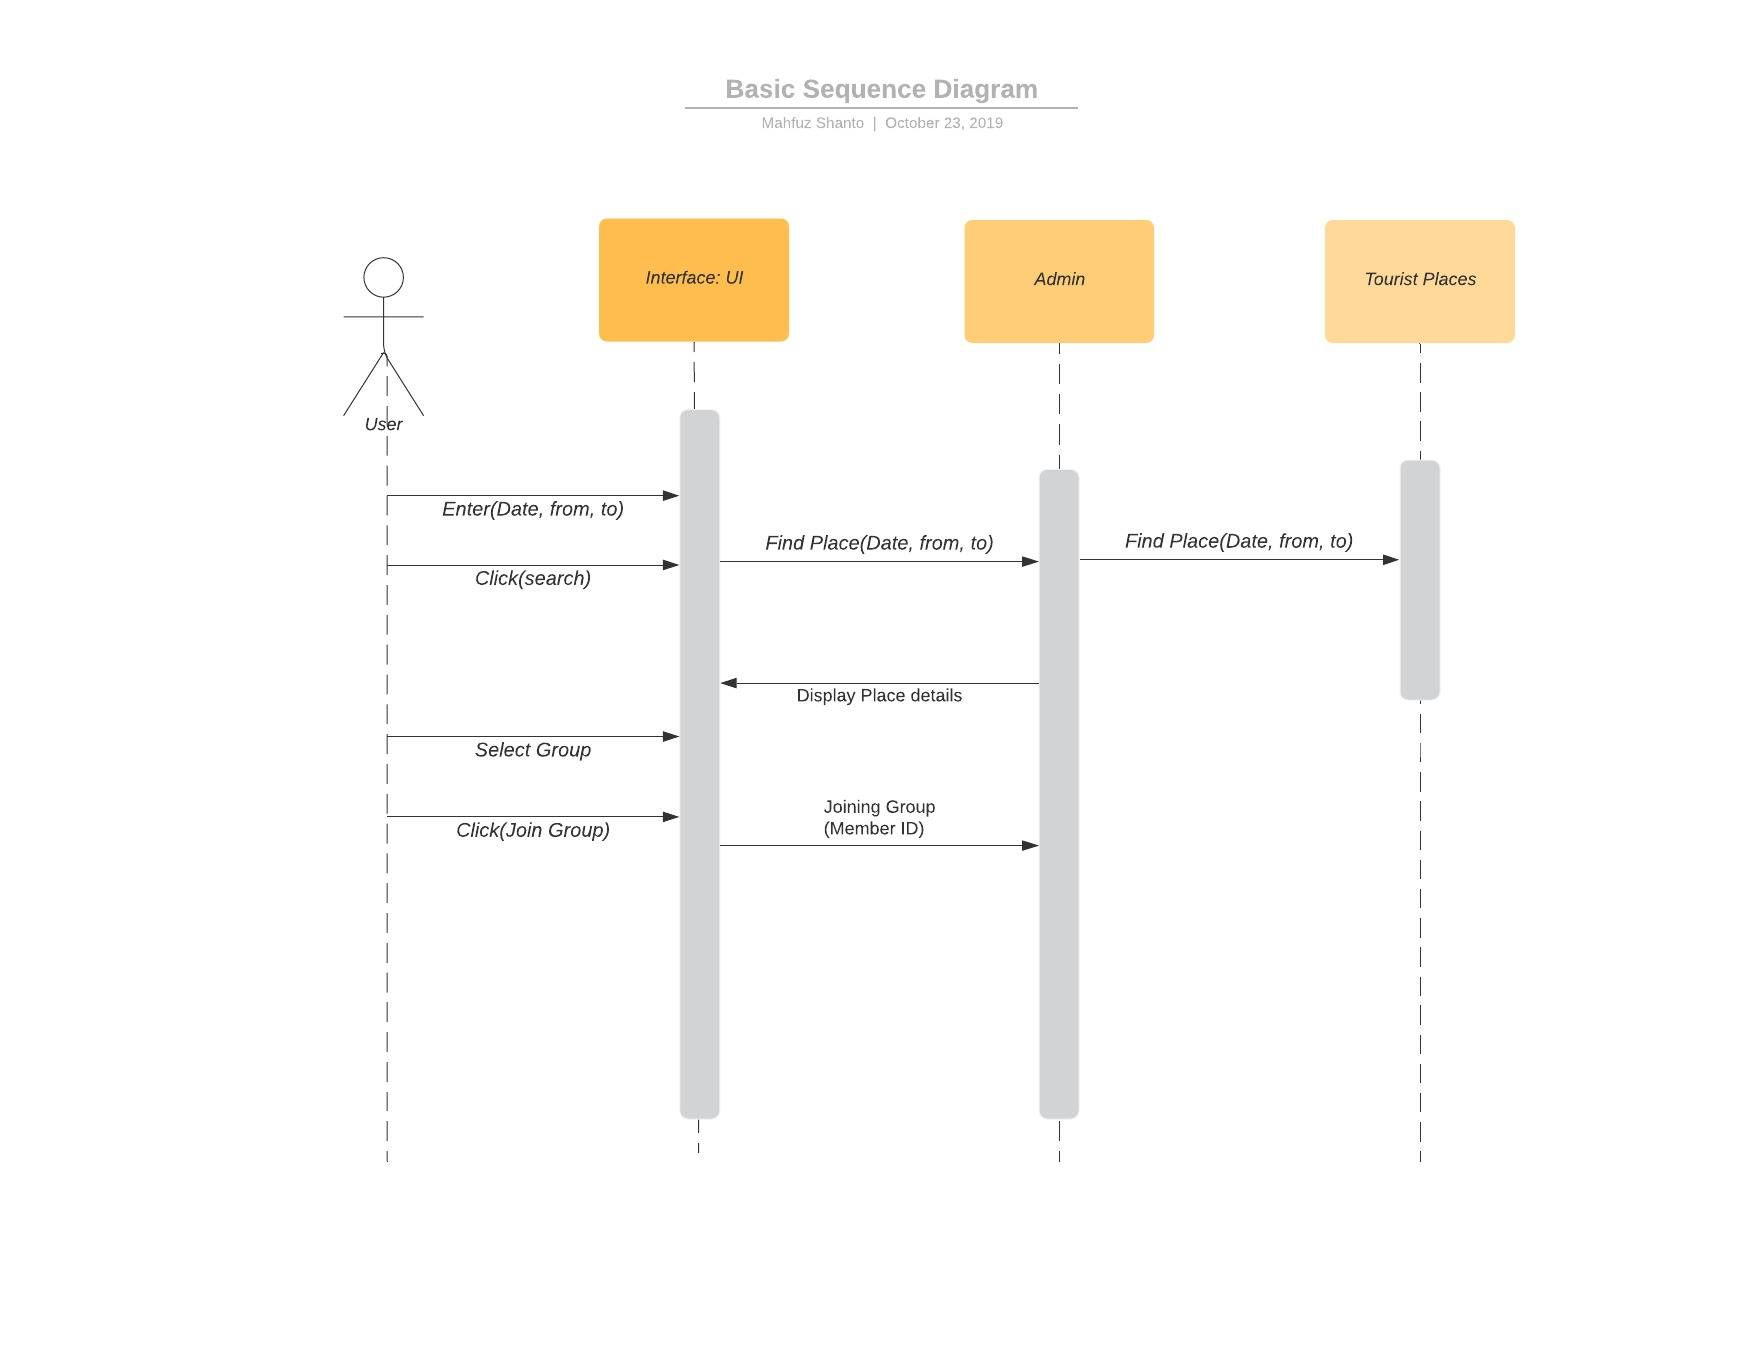 Basic Sequence Diagram
Mahfuz Shanto | October 23, 2019
Interface: UI
Admin
Tourist Places
User
Enter(Date, from, to)
Find Place(Date, from, to)
Find Place(Date, from, to)
Click(search)
Display Place details
Select Group
Joining Group
(Member ID)
Click(Join Group)